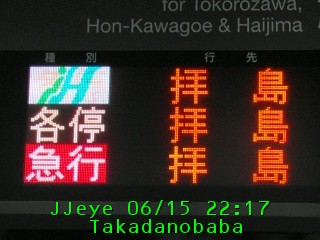 for Tokorozawa,
Hon-Kawagoe & Haijima
種別 行先
拝島
各停 拝島
急行 拝島
JJeye 06/15 22:17
Takadanobaba